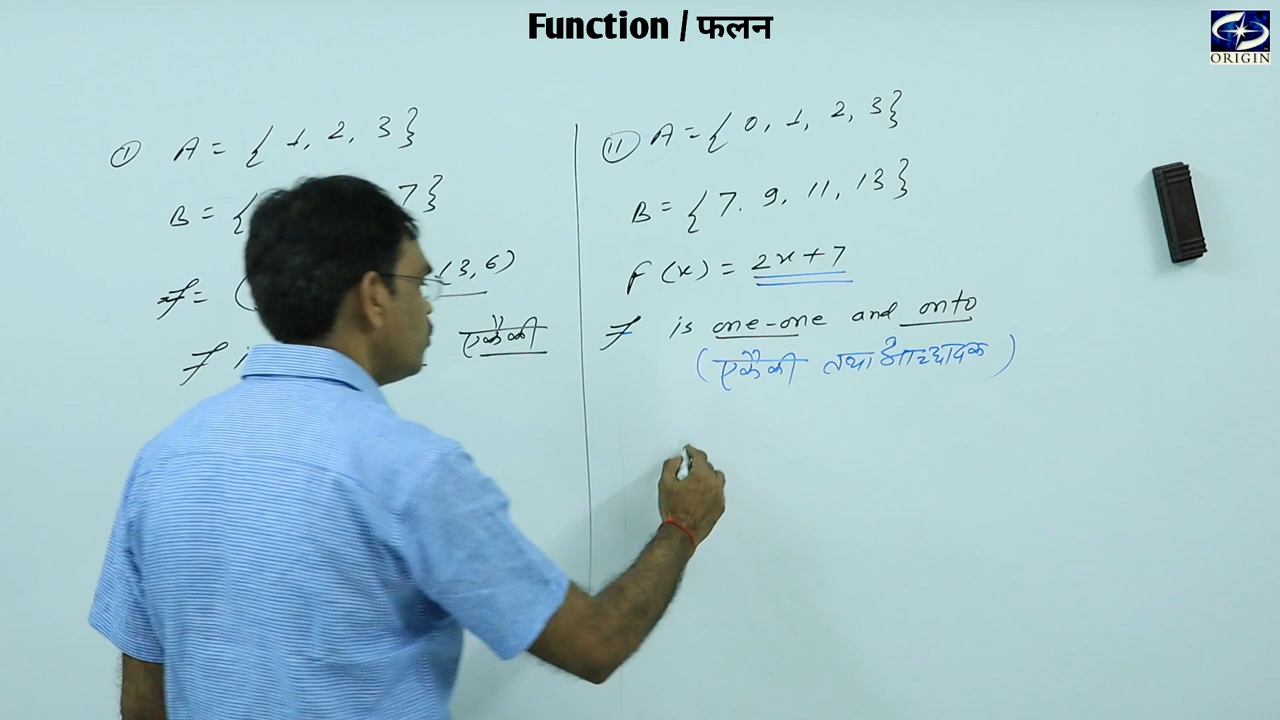 Function / फलन
ORIGIN
(I) A = { 1, 2, 3}
B = { 7}
f = ( (3, 6)
f i एकैकी
(II) A = { 0, 1, 2, 3}
B = { 7. 9, 11, 13}
F (x) = 2x + 7
f is one-one and onto
(एकैकी तथा आच्छादक)